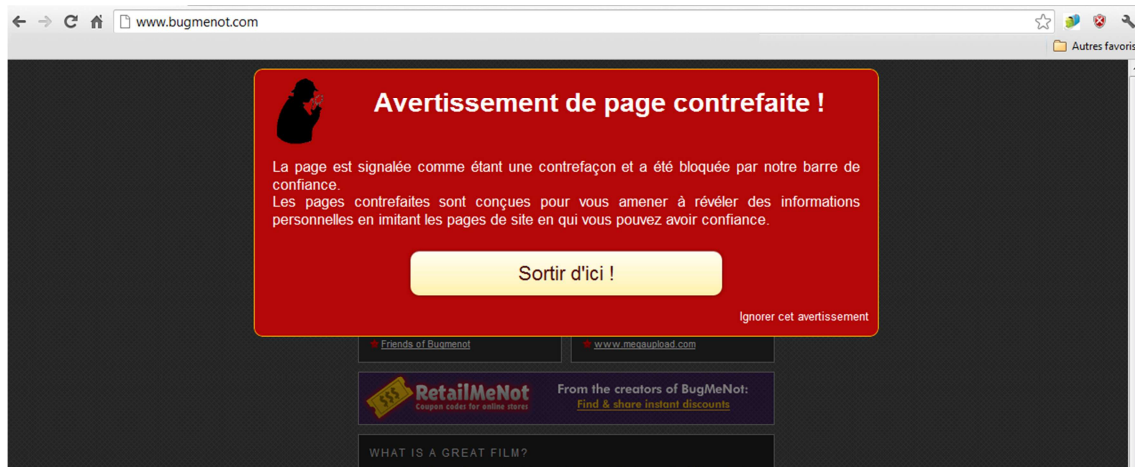 www.bugmenot.com
Autres favoris
Avertissement de page contrefaite !
La page est signalée comme étant une contrefaçon et a été bloquée par notre barre de
confiance.
Les pages contrefaites sont conçues pour vous amener à révéler des informations
personnelles en imitant les pages de site en qui vous pouvez avoir confiance.
Sortir d'ici !
Ignorer cet avertissement
Friends of Bugmenot
www.megaupload.com
$$$
RetailMeNot
Coupon codes for online stores
From the creators of BugMeNot:
Find & share instant discounts
WHAT IS A GREAT FILM?